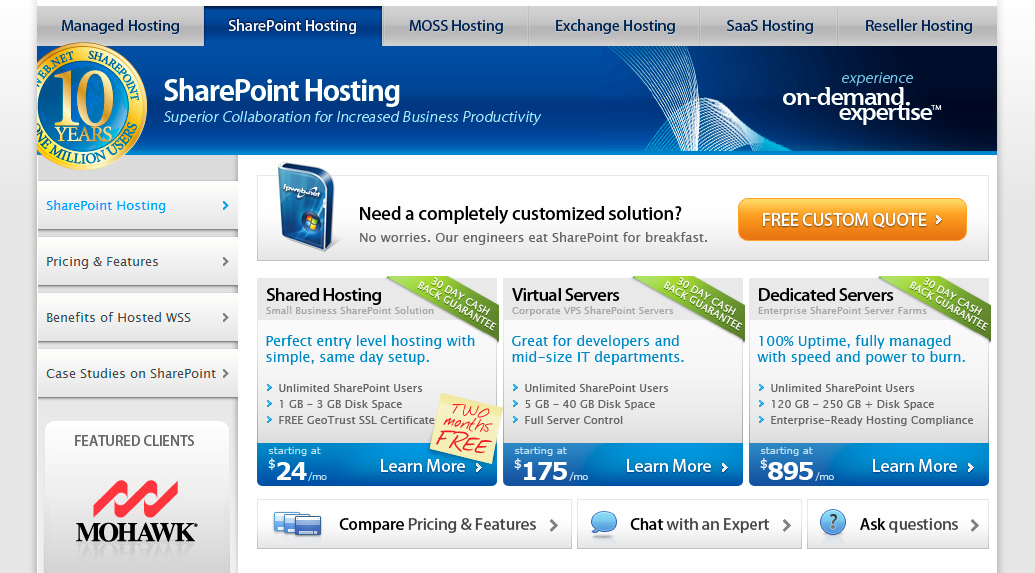 Managed Hosting
SharePoint Hosting
MOSS Hosting
Exchange Hosting
SaaS Hosting
Reseller Hosting
WEB.NET SHAREPOINT
10
YEARS
ONE MILLION USERS
SharePoint Hosting
Superior Collaboration for Increased Business Productivity
experience
on-demand
expertise™
SharePoint Hosting
Pricing & Features
Benefits of Hosted WSS
Case Studies on SharePoint
FEATURED CLIENTS
MOHAWK®
fpweb.net
Need a completely customized solution?
No worries. Our engineers eat SharePoint for breakfast.
FREE CUSTOM QUOTE
Shared Hosting
Small Business SharePoint Solution
30 DAY CASH
BACK GUARANTEE
Perfect entry level hosting with
simple, same day setup.
Unlimited SharePoint Users
1 GB - 3 GB Disk Space
FREE GeoTrust SSL Certificate
TWO
months
FREE
starting at
$24/mo
Learn More
Virtual Servers
Corporate VPS SharePoint Servers
30 DAY CASH
BACK GUARANTEE
Great for developers and
mid-size IT departments.
Unlimited SharePoint Users
5 GB - 40 GB Disk Space
Full Server Control
starting at
$175/mo
Learn More
Dedicated Servers
Enterprise SharePoint Server Farms
30 DAY CASH
BACK GUARANTEE
100% Uptime, fully managed
with speed and power to burn.
Unlimited SharePoint Users
120 GB - 250 GB + Disk Space
Enterprise-Ready Hosting Compliance
starting at
$895/mo
Learn More
Compare Pricing & Features
Chat with an Expert
? Ask questions